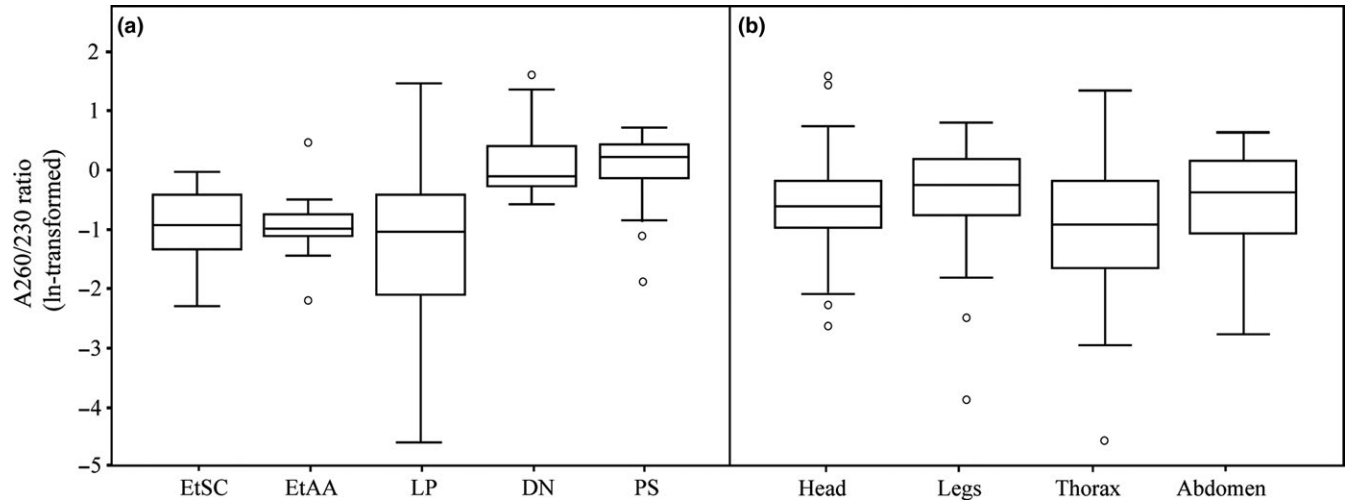 (a)
(b)
A260/230 ratio
(ln-transformed)
2
1
0
–1
–2
–3
–4
–5
EtSC EtAA LP DN PS
Head Legs Thorax Abdomen